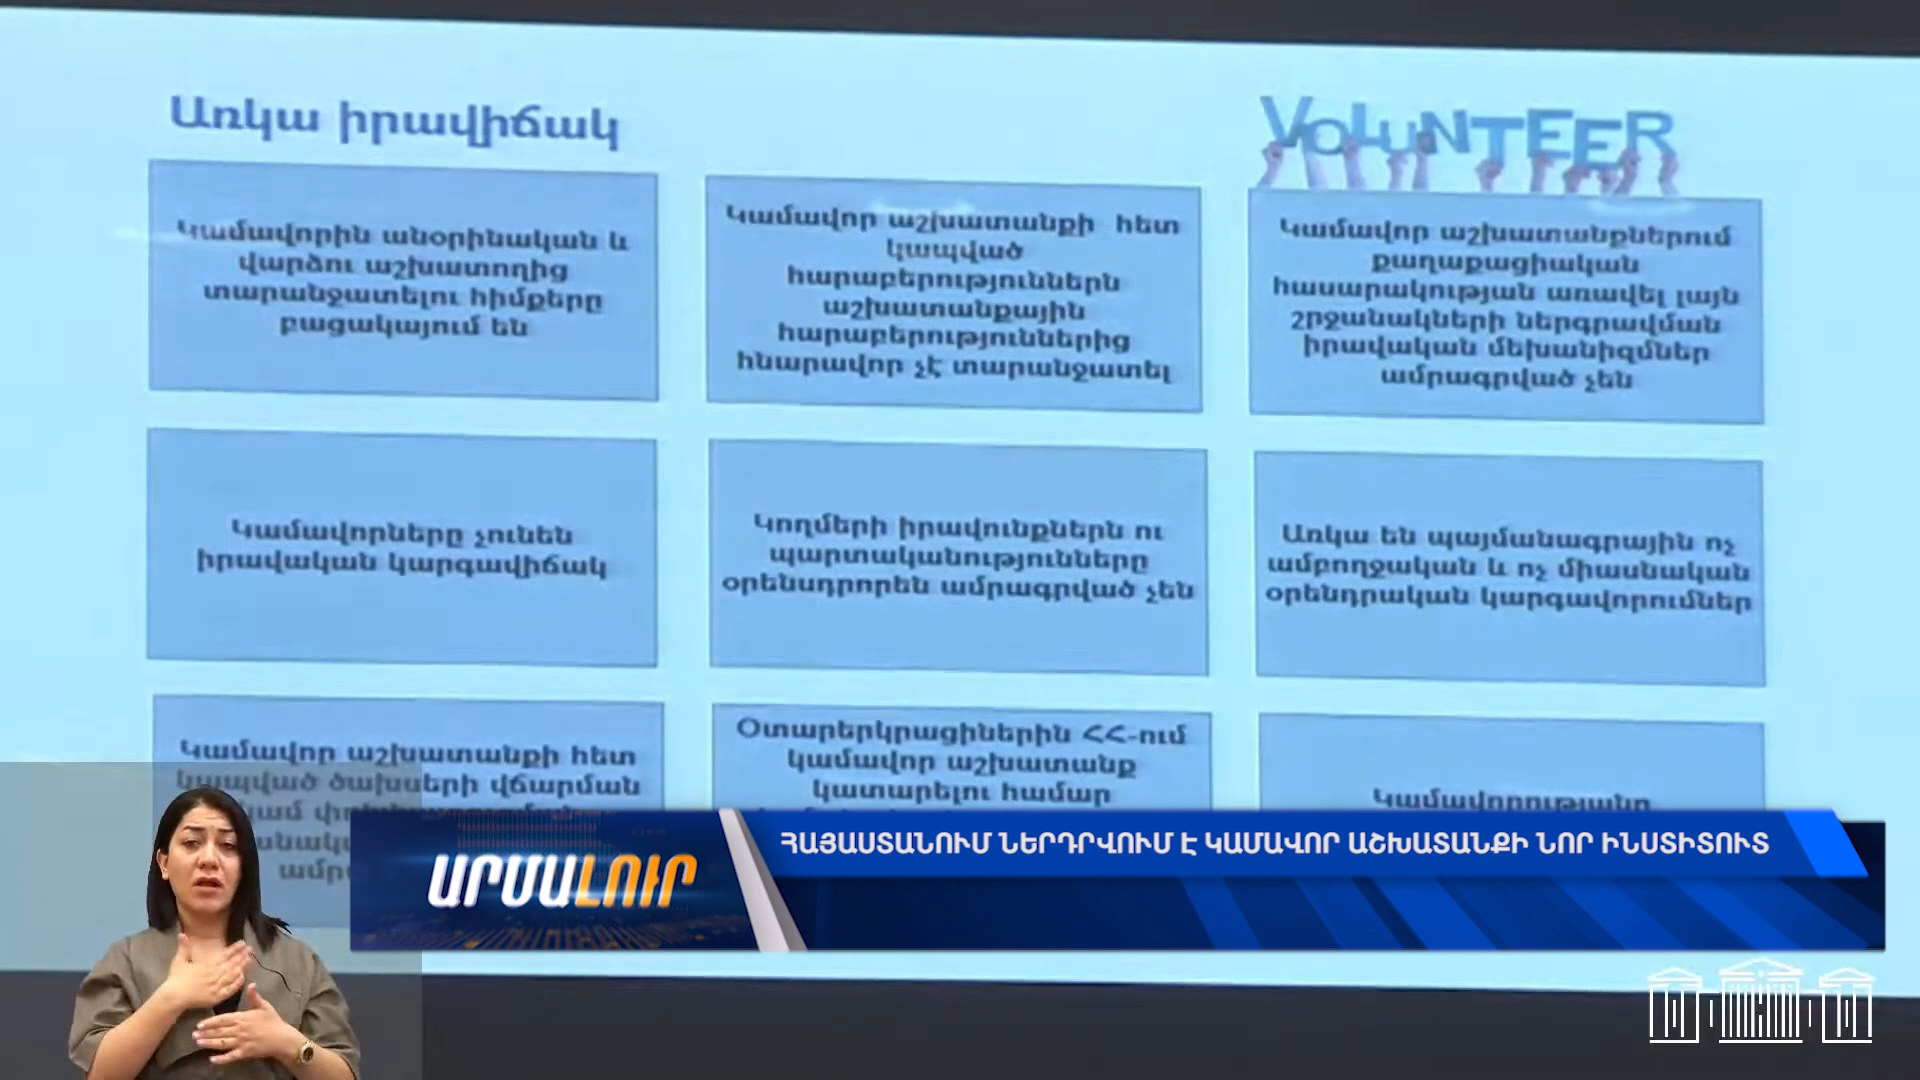 Առկա իրավիճակ
VOLUNTEER
Կամավորին անօրինական և
վարձու աշխատողից
տարանջատելու հիմքերը
բացակայում են
Կամավոր աշխատանքի հետ
կապված
հարաբերություններն
աշխատանքային
հարաբերություններից
հնարավոր չէ տարանջատել
Կամավոր աշխատանքներում
քաղաքացիական
հասարակության առավել լայն
շրջանակների ներգրավման
իրավական մեխանիզմներ
ամրագրված չեն
Կամավորները չունեն
իրավական կարգավիճակ
Կողմերի իրավունքներն ու
պարտականությունները
օրենսդրորեն ամրագրված չեն
Առկա են պայմանագրային ոչ
ամբողջական և ոչ միասնական
օրենդրական կարգավորումներ
Կամավոր աշխատանքի հետ
կապված ծախսերի վճարման
կամ
Օտարերկրացիներին ՀՀ-ում
կամավոր աշխատանք
կատարելու համար
Կամավորությանը
ԱՐՄԱԼՈՒՐ
ՀԱՅԱՍՏԱՆՈՒՄ ՆԵՐԴՐՎՈՒՄ Է ԿԱՄԱՎՈՐ ԱՇԽԱՏԱՆՔԻ ՆՈՐ ԻՆՍՏԻՏՈՒՏ